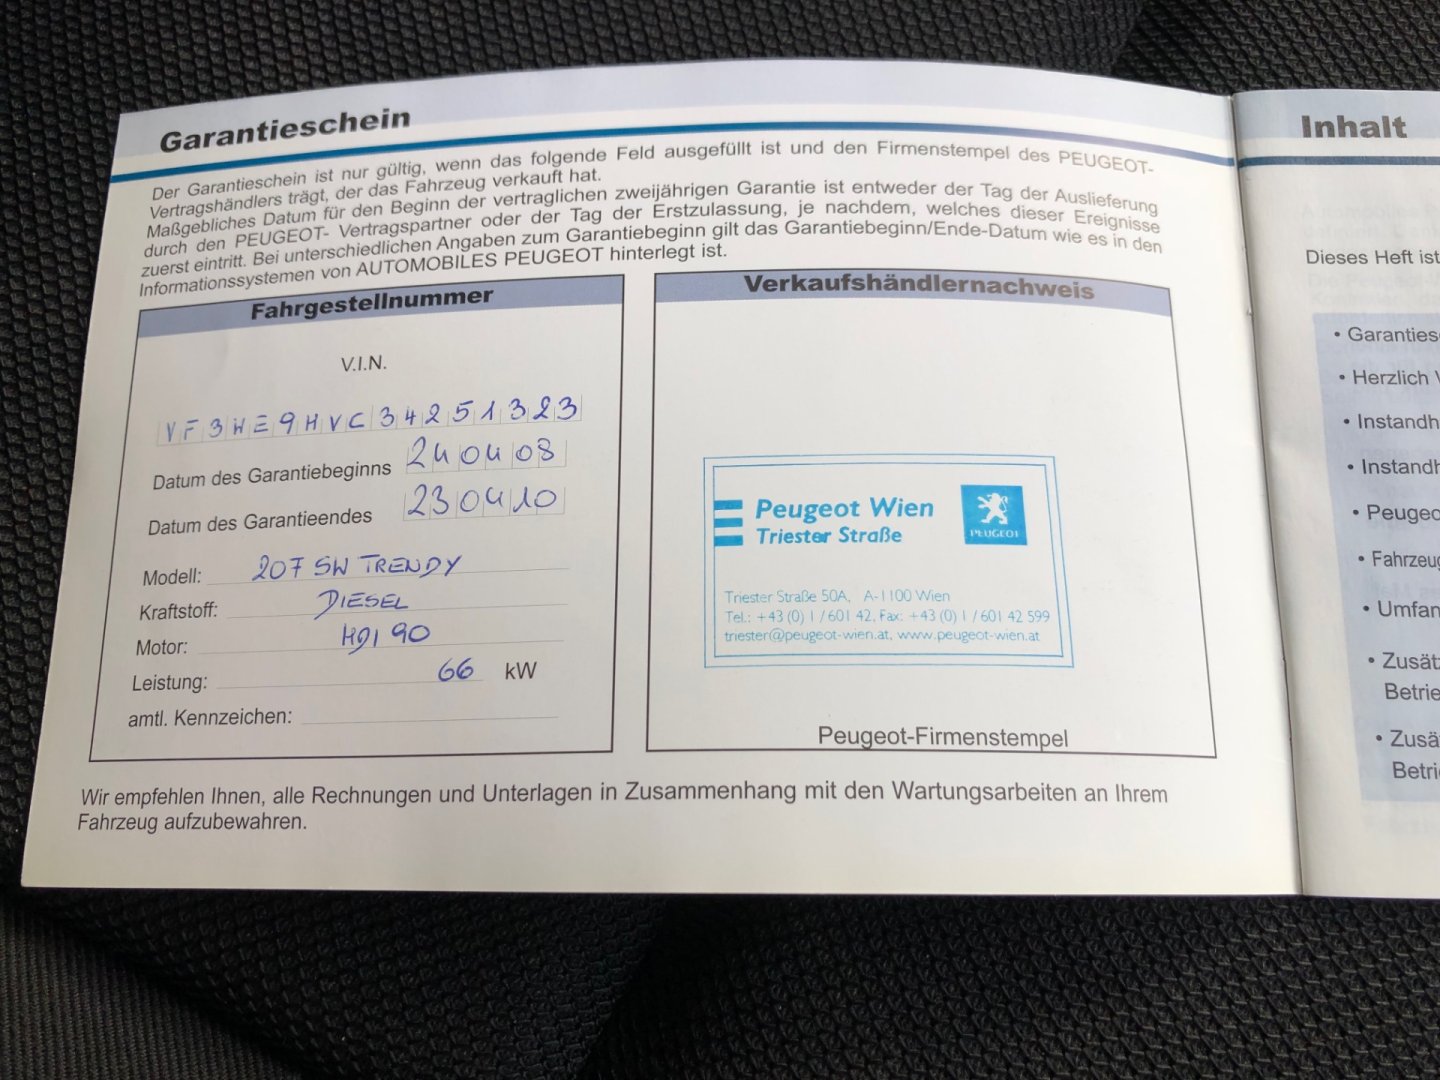 Garantieschein
Der Garantieschein ist nur gültig, wenn das folgende Feld ausgefüllt ist und den Firmenstempel des PEUGEOT-
Vertragshändlers trägt, der das Fahrzeug verkauft hat.
Maßgebliches Datum für den Beginn der vertraglichen zweijährigen Garantie ist entweder der Tag der Auslieferung
durch den PEUGEOT- Vertragspartner oder der Tag der Erstzulassung, je nachdem, welches dieser Ereignisse
zuerst eintritt. Bei unterschiedlichen Angaben zum Garantiebeginn gilt das Garantiebeginn/Ende-Datum wie es in den
Informationssystemen von AUTOMOBILES PEUGEOT hinterlegt ist.
Fahrgestellnummer
V.I.N.
VF3WE9HVC34251323
Datum des Garantiebeginns 240408
Datum des Garantieendes 230410
Modell: 207 SW TRENDY
Kraftstoff: DIESEL
Motor: HDI 90
Leistung: 66 kW
amtl. Kennzeichen:
Verkaufshändlernachweis
Peugeot Wien
Triester Straße
PEUGEOT
Triester Straße 50A, A-1100 Wien
Tel.: +43 (0) 1 / 601 42, Fax: +43 (0) 1 / 601 42 599
triester@peugeot-wien.at, www.peugeot-wien.at
Peugeot-Firmenstempel
Wir empfehlen Ihnen, alle Rechnungen und Unterlagen in Zusammenhang mit den Wartungsarbeiten an Ihrem
Fahrzeug aufzubewahren.
Inhalt
Dieses Heft ist
• Garanties
• Herzlich
• Instandh
• Instandh
• Peugeo
• Fahrzeug
• Umfan
• Zusät
Betrie
• Zusä
Betri